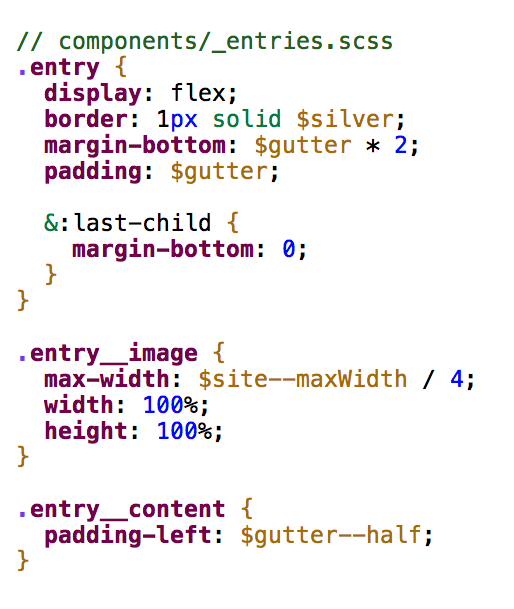 // components/_entries.scss
.entry {
  display: flex;
  border: 1px solid $silver;
  margin-bottom: $gutter * 2;
  padding: $gutter;

  &:last-child {
    margin-bottom: 0;
  }
}

.entry__image {
  max-width: $site--maxWidth / 4;
  width: 100%;
  height: 100%;
}

.entry__content {
  padding-left: $gutter--half;
}